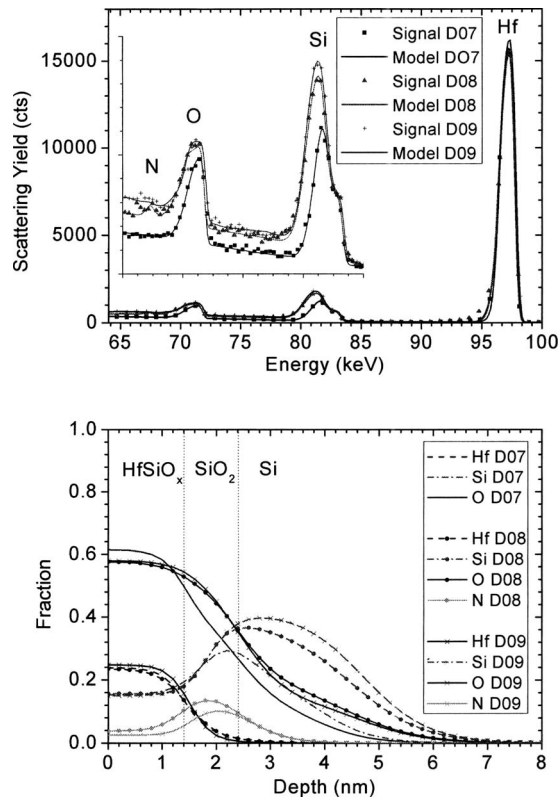 Scattering Yield (cts)
15000
10000
5000
0
N
O
Si
Hf
Signal D07
Model DO7
Signal D08
Model D08
Signal D09
Model D09
65 70 75 80 85 90 95 100
Energy (keV)
Fraction
1.0
0.8
0.6
0.4
0.2
0.0
HfSiOx SiO2 Si
Hf D07
Si D07
O D07
Hf D08
Si D08
O D08
N D08
Hf D09
Si D09
O D09
N D09
0 1 2 3 4 5 6 7 8
Depth (nm)